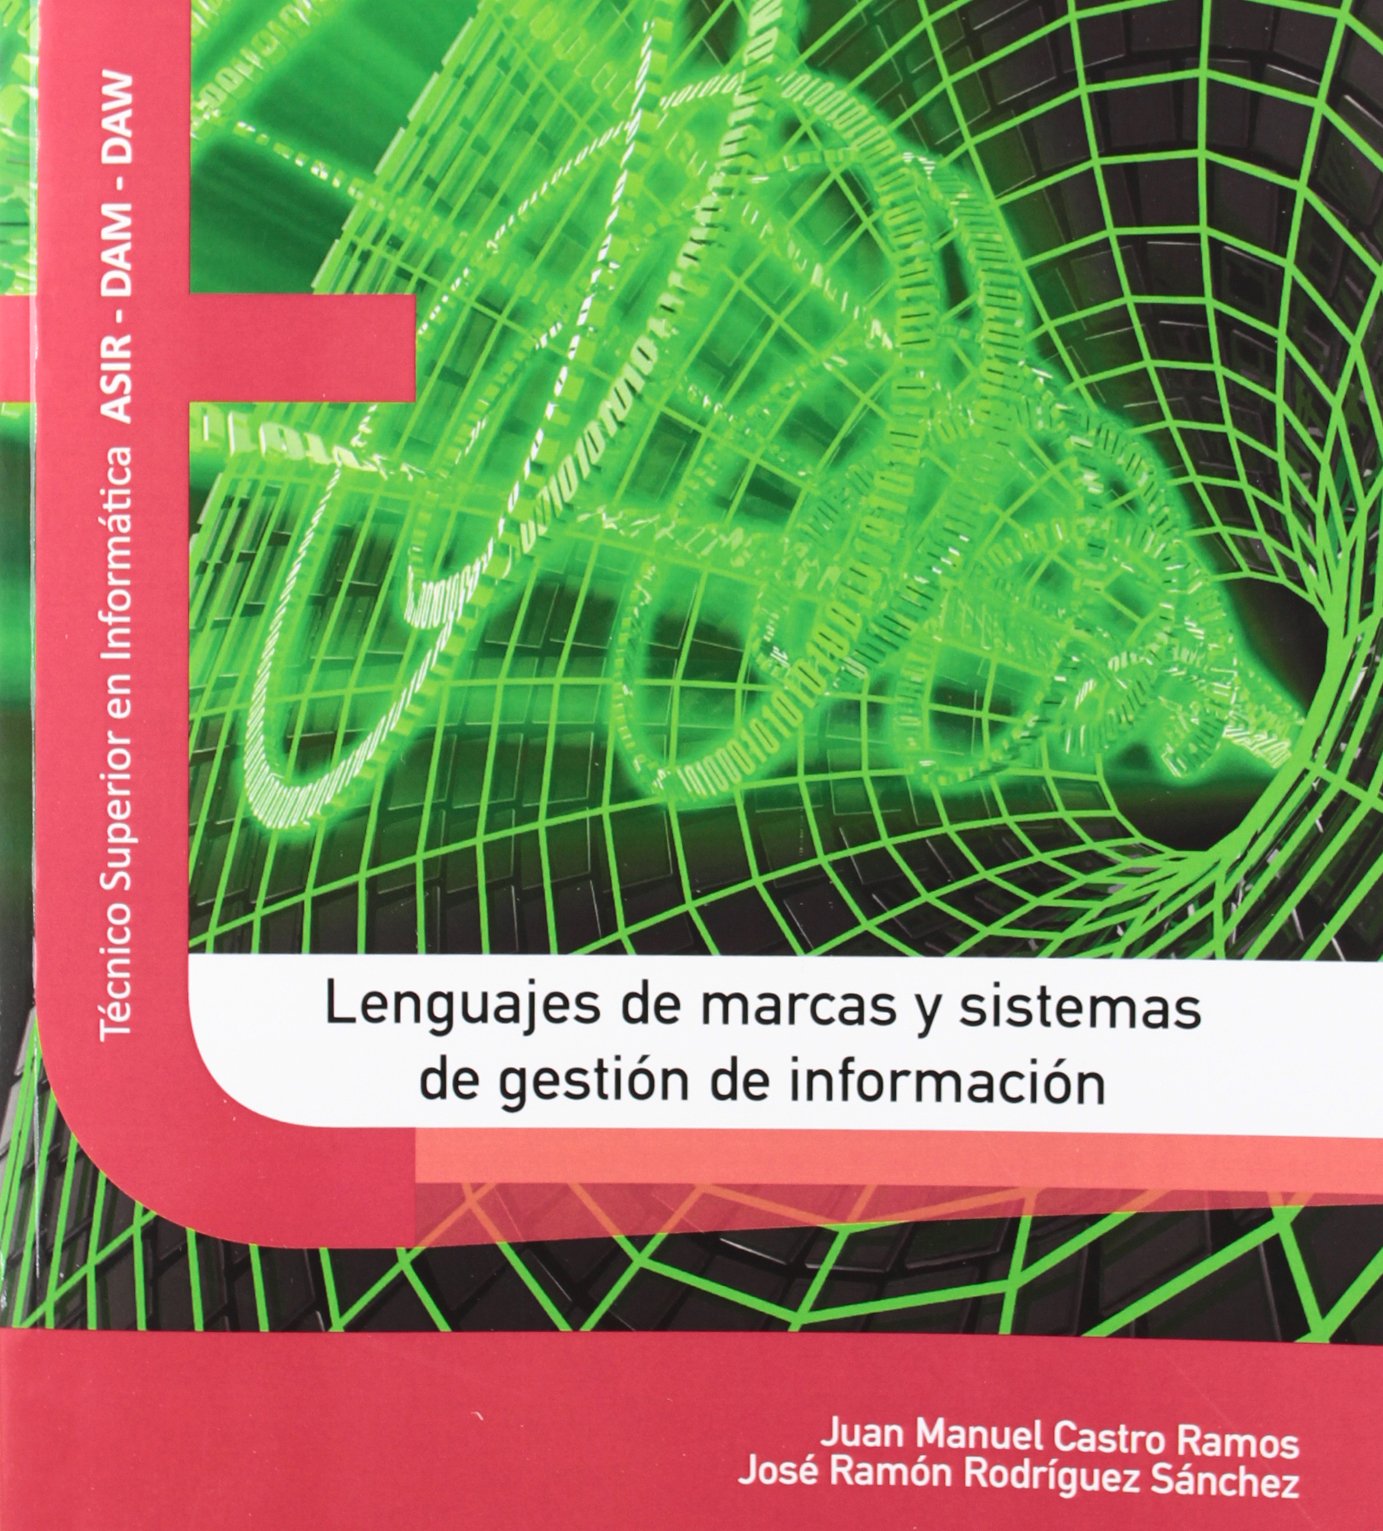 Técnico Superior en Informática ASIR - DAM - DAW
Lenguajes de marcas y sistemas
de gestión de información
Juan Manuel Castro Ramos
José Ramón Rodríguez Sánchez